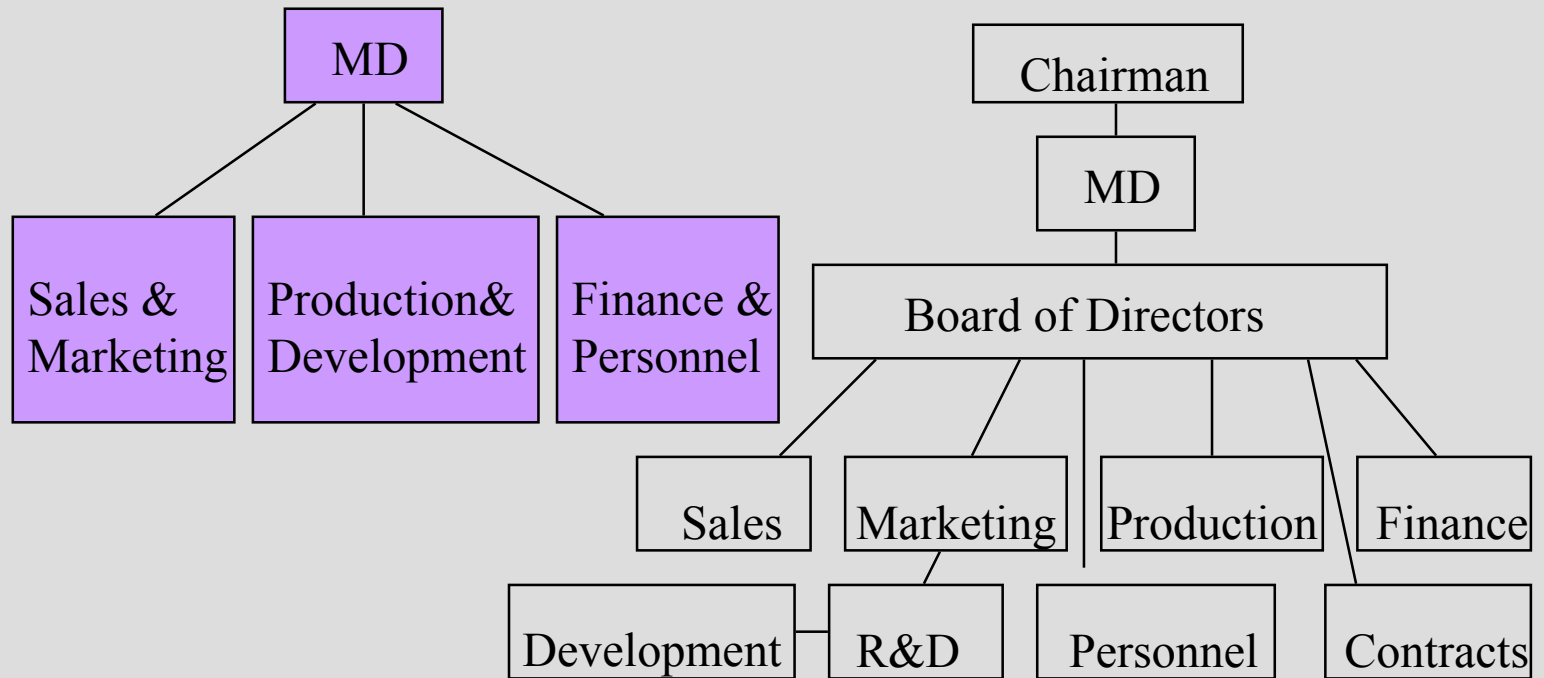 MD
Sales &
Marketing
Production&
Development
Finance &
Personnel
Chairman
MD
Board of Directors
Sales
Marketing
Production
Finance
Development
R&D
Personnel
Contracts